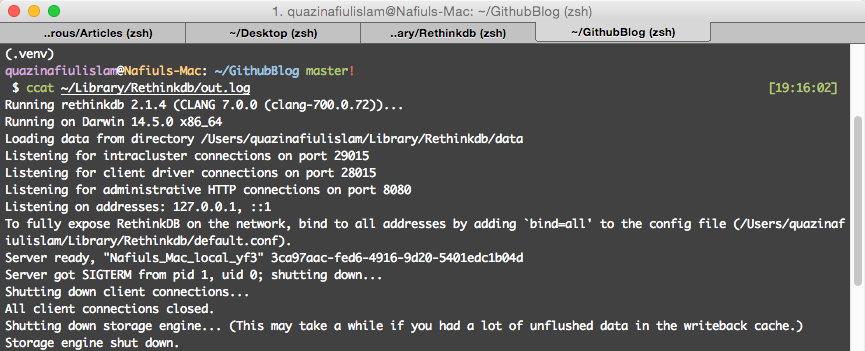 1. quazinafiulislam@Nafiuls-Mac: ~/GithubBlog (zsh)
..rous/Articles (zsh) ~/Desktop (zsh) ..ary/Rethinkdb (zsh) ~/GithubBlog (zsh)
(.venv)
quazinafiulislam@Nafiuls-Mac: ~/GithubBlog master!
$ ccat ~/Library/Rethinkdb/out.log [19:16:02]
Running rethinkdb 2.1.4 (CLANG 7.0.0 (clang-700.0.72))...
Running on Darwin 14.5.0 x86_64
Loading data from directory /Users/quazinafiulislam/Library/Rethinkdb/data
Listening for intracluster connections on port 29015
Listening for client driver connections on port 28015
Listening for administrative HTTP connections on port 8080
Listening on addresses: 127.0.0.1, ::1
To fully expose RethinkDB on the network, bind to all addresses by adding `bind=all' to the config file (/Users/quazinaf
iulislam/Library/Rethinkdb/default.conf).
Server ready, "Nafiuls_Mac_local_yf3" 3ca97aac-fed6-4916-9d20-5401edc1b04d
Server got SIGTERM from pid 1, uid 0; shutting down...
Shutting down client connections...
All client connections closed.
Shutting down storage engine... (This may take a while if you had a lot of unflushed data in the writeback cache.)
Storage engine shut down.